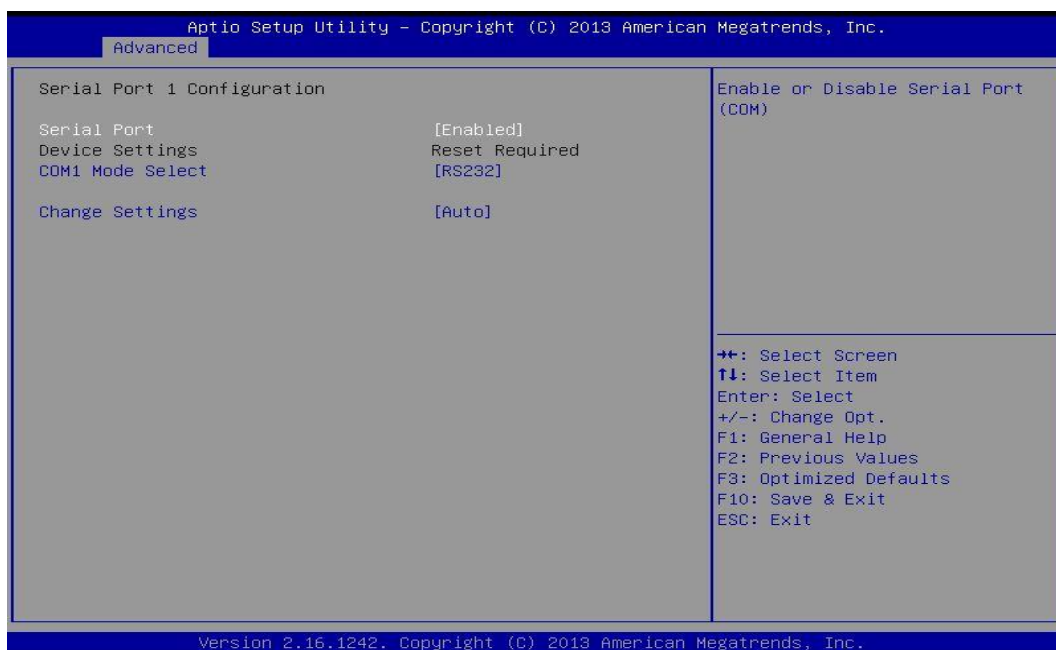 Aptio Setup Utility – Copyright (C) 2013 American Megatrends, Inc.
Advanced
Serial Port 1 Configuration
Serial Port [Enabled]
Device Settings Reset Required
COM1 Mode Select [RS232]
Change Settings [Auto]
Enable or Disable Serial Port
(COM)
→←: Select Screen
↑↓: Select Item
Enter: Select
+/-: Change Opt.
F1: General Help
F2: Previous Values
F3: Optimized Defaults
F10: Save & Exit
ESC: Exit
Version 2.16.1242. Copyright (C) 2013 American Megatrends, Inc.